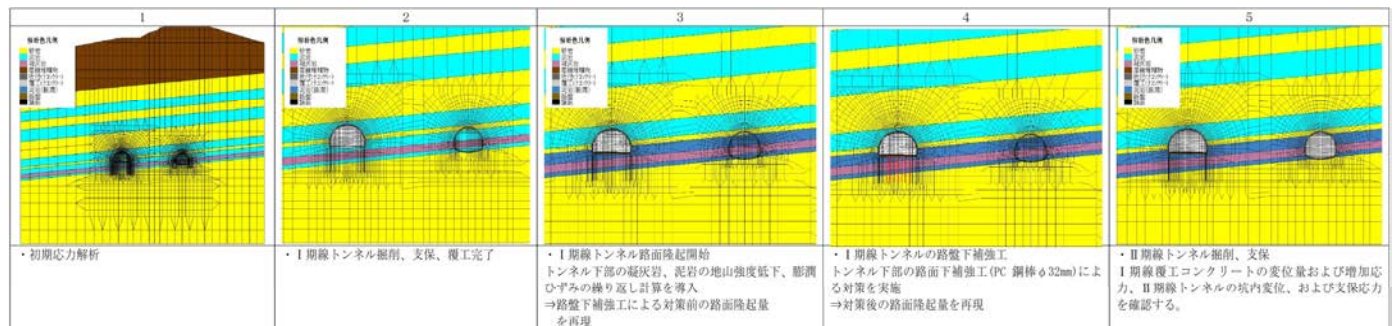 1
2
3
4
5
砂岩
泥岩
凝灰岩
・初期応力解析
・Ⅰ期線トンネル掘削、支保、覆工完了
・Ⅰ期線トンネル路面隆起開始
トンネル下部の凝灰岩、泥岩の地山強度低下、膨潤
ひずみの繰り返し計算を導入
⇒路盤下補強工による対策前の路面隆起量
を再現
・Ⅰ期線トンネルの路盤下補強工
トンネル下部の路面下補強工(PC 鋼棒φ32mm)によ
る対策を実施
⇒対策後の路面隆起量を再現
・Ⅱ期線トンネル掘削、支保
Ⅰ期線覆工コンクリートの変位量および増加応
力、Ⅱ期線トンネルの坑内変位、および支保応力
を確認する。